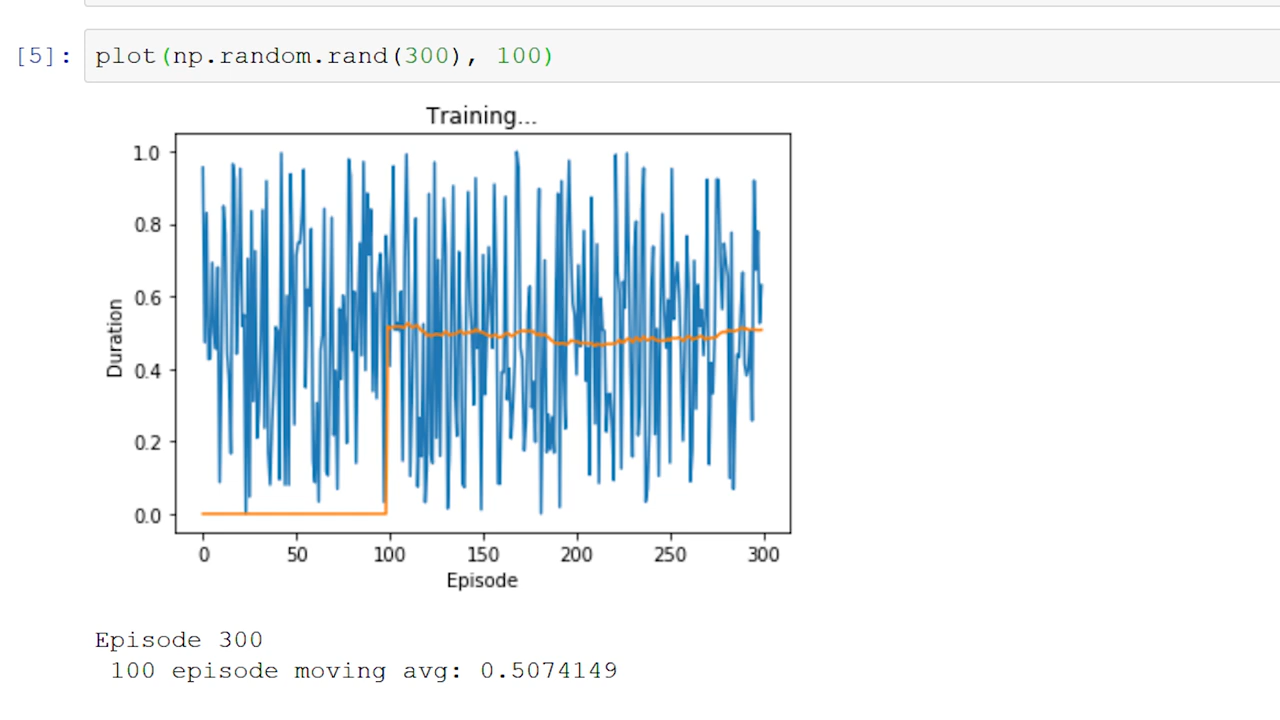 [5]: plot(np.random.rand(300), 100)
Training...
1.0
0.8
0.6
0.4
0.2
0.0
Duration
0 50 100 150 200 250 300
Episode
Episode 300
100 episode moving avg: 0.5074149